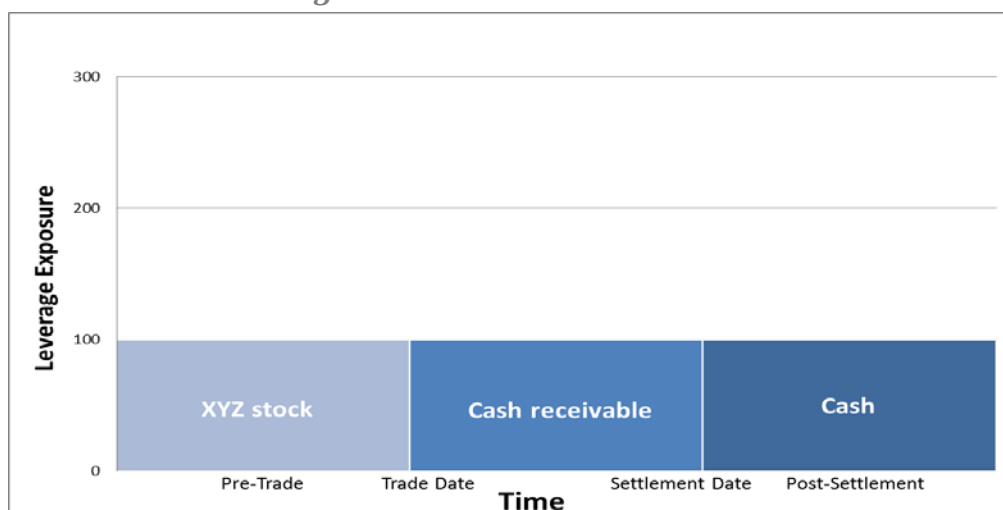 300
200
100
0
Leverage Exposure
XYZ stock
Cash receivable
Cash
Pre-Trade
Trade Date
Settlement Date
Post-Settlement
Time